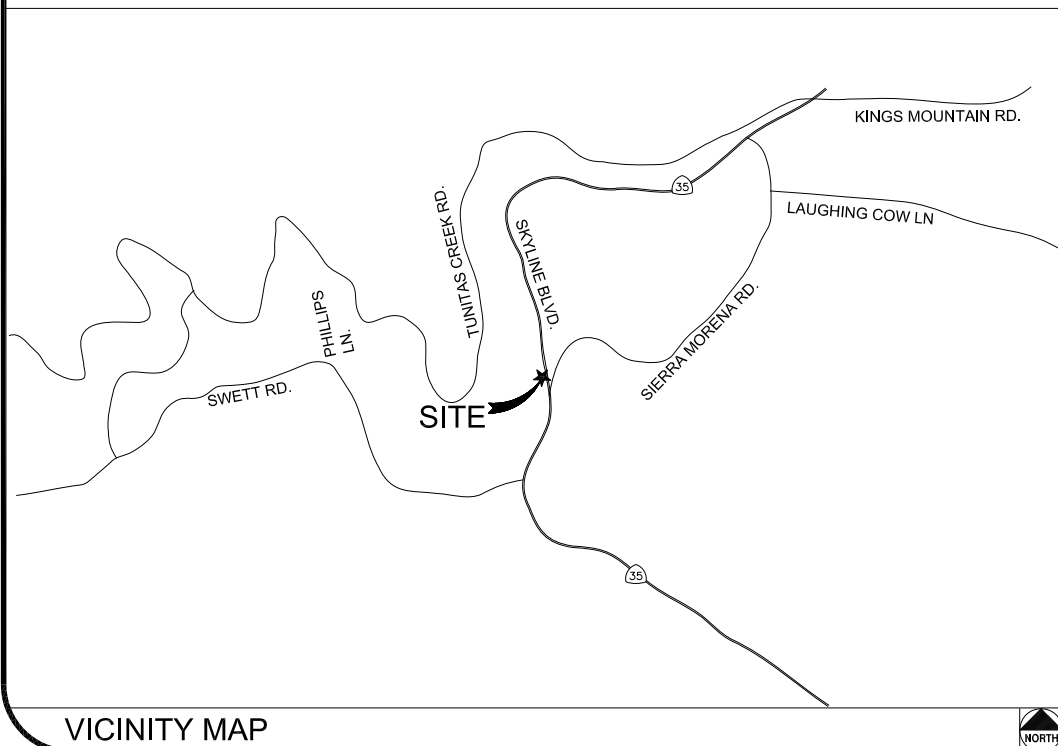 KINGS MOUNTAIN RD.
35
LAUGHING COW LN
TUNITAS CREEK RD.
SKYLINE BLVD.
PHILLIPS
LN.
SIERRA MORENA RD.
SWETT RD.
SITE
35
VICINITY MAP
NORTH